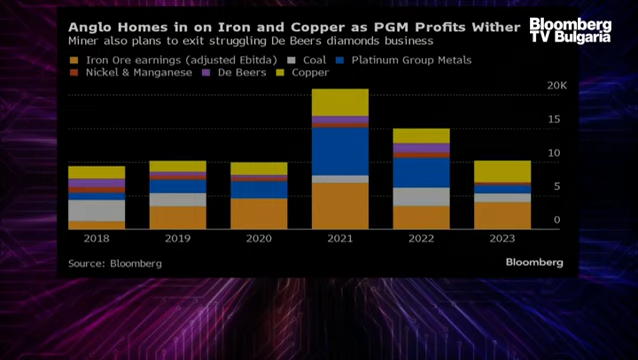 Anglo Homes in on Iron and Copper as PGM Profits Wither
Miner also plans to exit struggling De Beers diamonds business
Bloomberg
TV Bulgaria
Iron Ore earnings (adjusted Ebitda) Coal Platinum Group Metals
Nickel & Manganese De Beers Copper
20K
15
10
5
0
2018 2019 2020 2021 2022 2023
Source: Bloomberg
Bloomberg